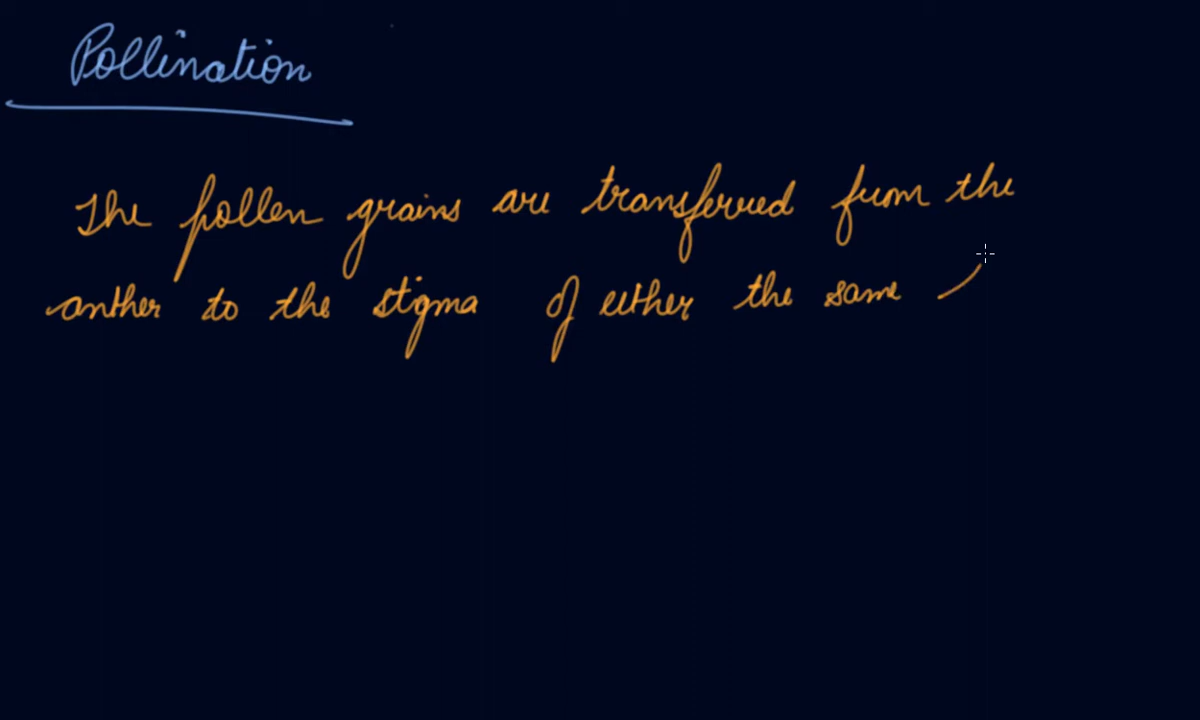 Pollination
The pollen grains are transferred from the
anther to the stigma of either the same